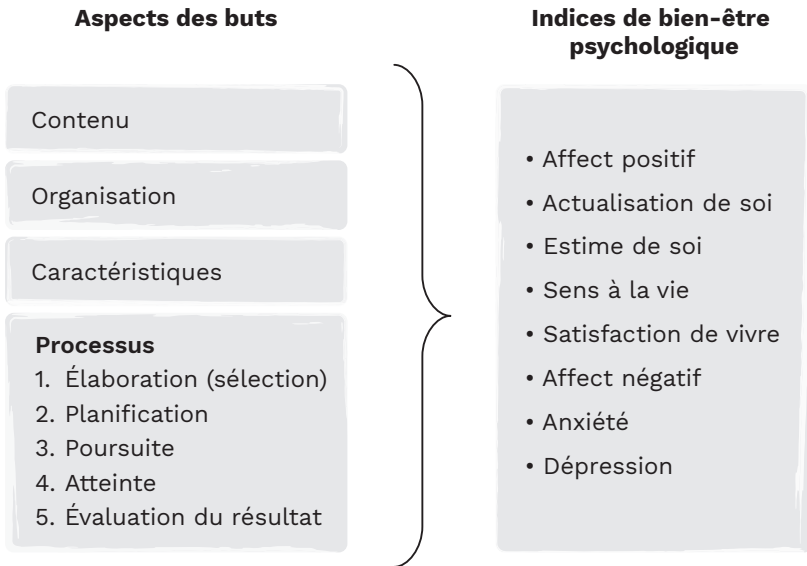 Aspects des buts
Contenu
Organisation
Caractéristiques
Processus
1. Élaboration (sélection)
2. Planification
3. Poursuite
4. Atteinte
5. Évaluation du résultat
Indices de bien-être
psychologique
• Affect positif
• Actualisation de soi
• Estime de soi
• Sens à la vie
• Satisfaction de vivre
• Affect négatif
• Anxiété
• Dépression